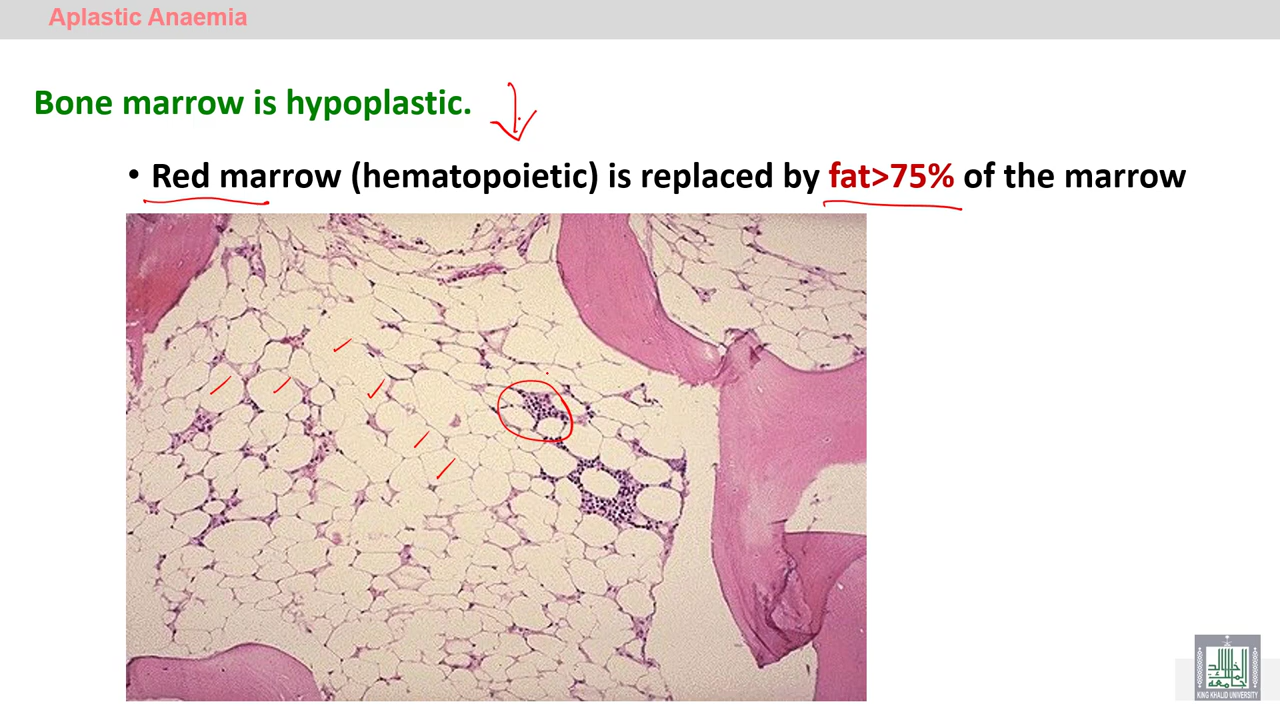 Aplastic Anaemia
Bone marrow is hypoplastic.
• Red marrow (hematopoietic) is replaced by fat>75% of the marrow
KING KHALID UNIVERSITY